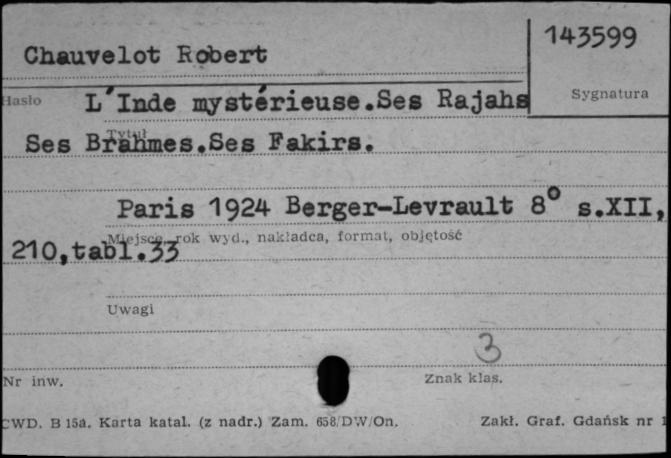 143599
Chauvelot Robert
Sygnatura
Hasło
L'Inde mystérieuse.Ses Rajahs
Tytuł
Ses Brahmes.Ses Fakirs.
Paris 1924 Berger-Levrault 8° s.XII,
Miejsce, rok wyd., nakładca, format, objętość
210,tabl.33
Uwagi
3
Nr inw.
Znak klas.
CWD. B 15a. Karta katal. (z nadr.) Zam. 658/DW/On.
Zakł. Graf. Gdańsk nr 1